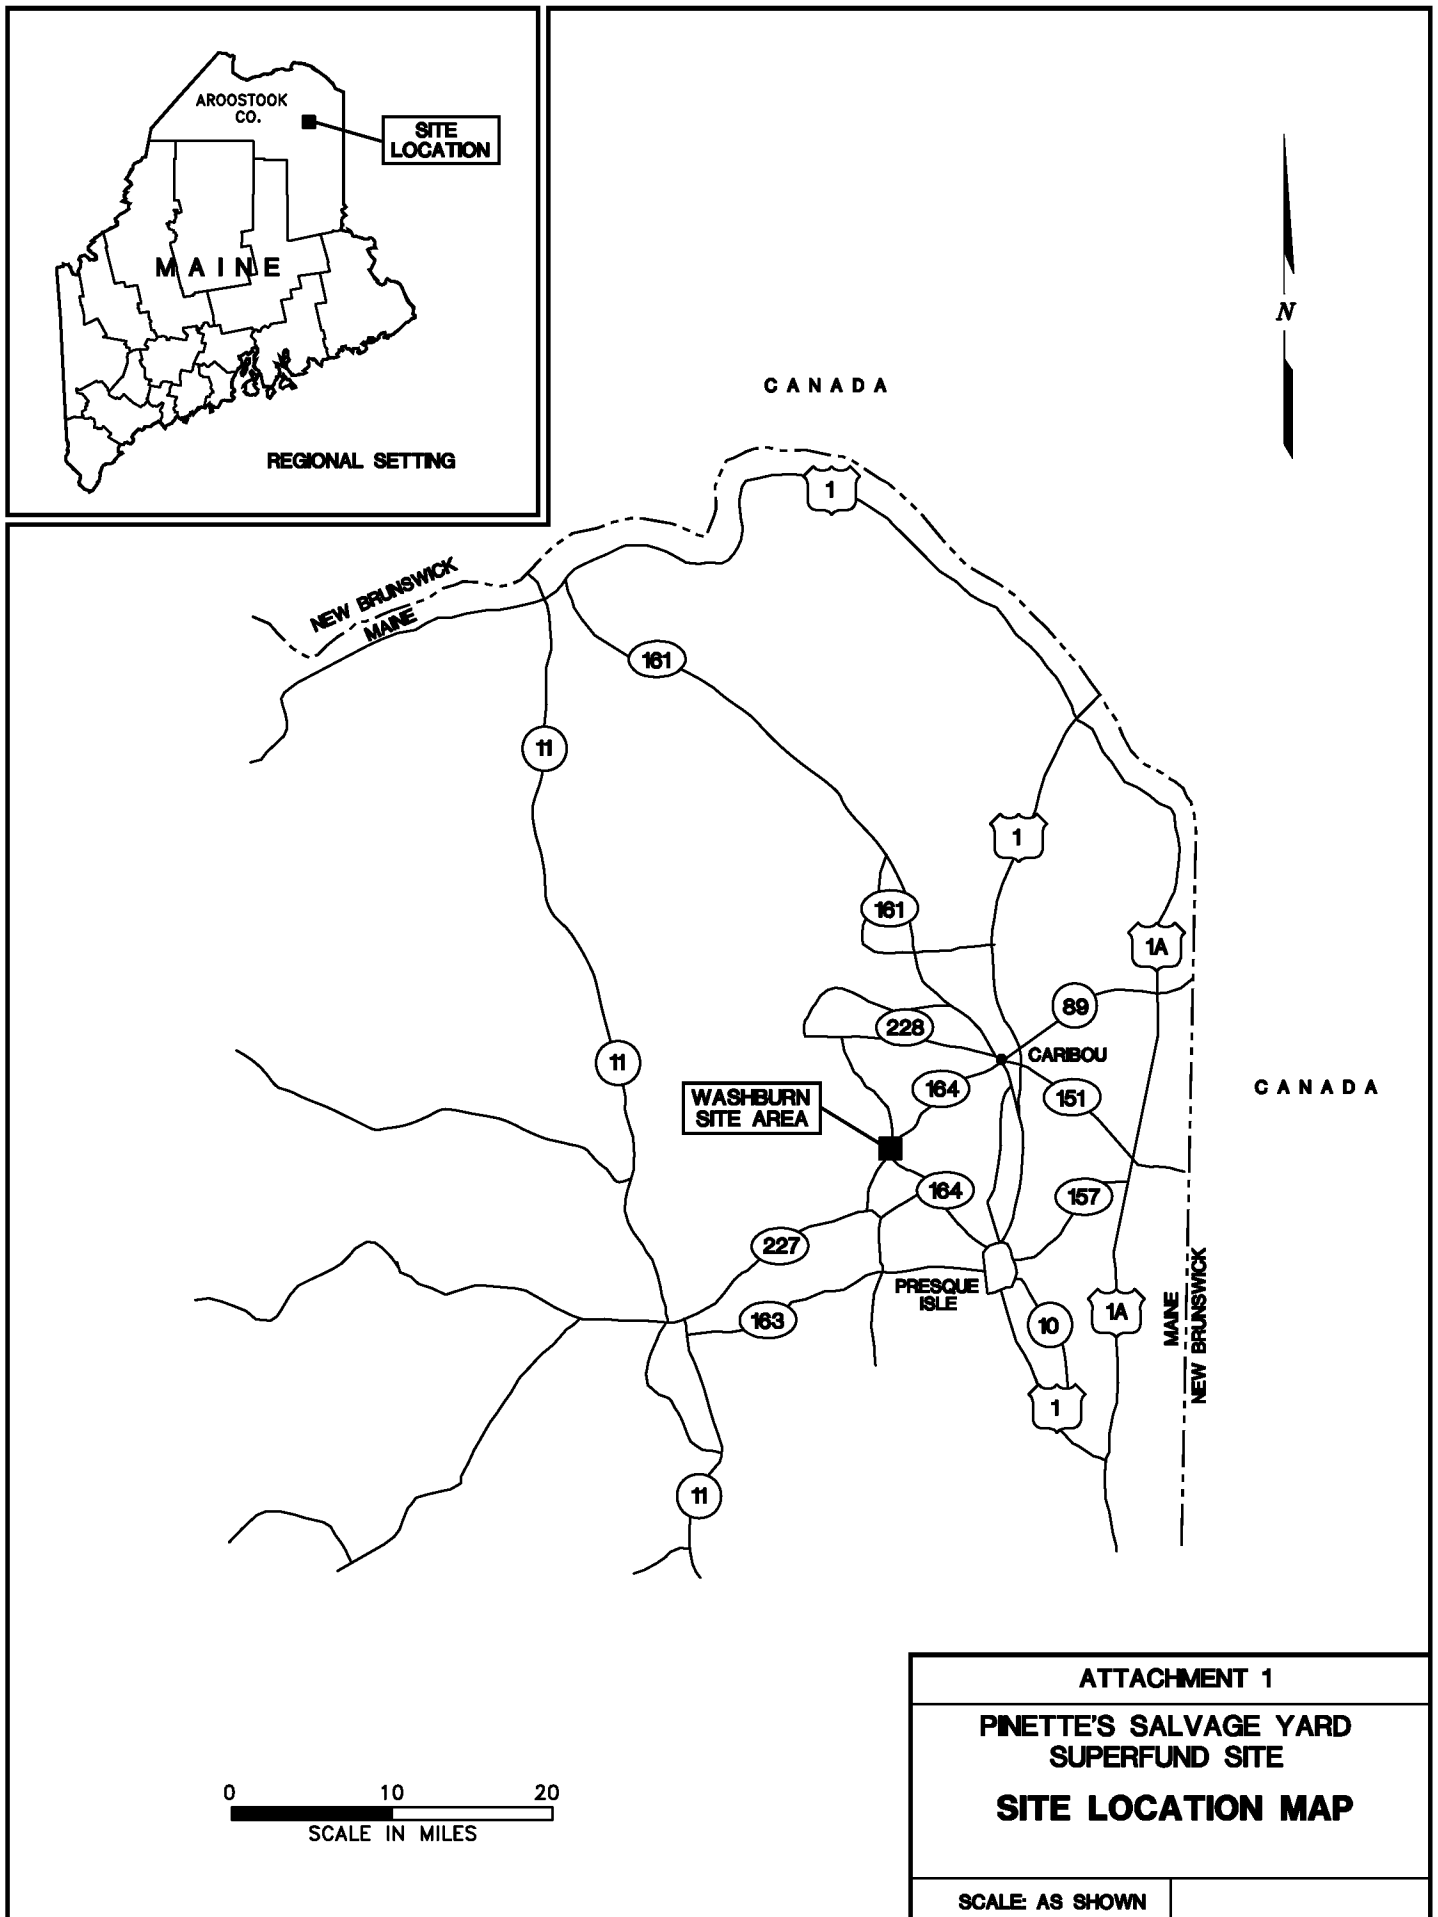 AROOSTOOK
CO.
SITE
LOCATION
MAINE
REGIONAL SETTING
N
CANADA
1
NEW BRUNSWICK
MAINE
161
11
1
161
1A
89
228
CARIBOU
11
164
151
CANADA
WASHBURN
SITE AREA
164
157
227
PRESQUE
ISLE
163
10
1A
MAINE
NEW BRUNSWICK
1
11
ATTACHMENT 1
PINETTE'S SALVAGE YARD
SUPERFUND SITE
SITE LOCATION MAP
0 10 20
SCALE IN MILES
SCALE: AS SHOWN